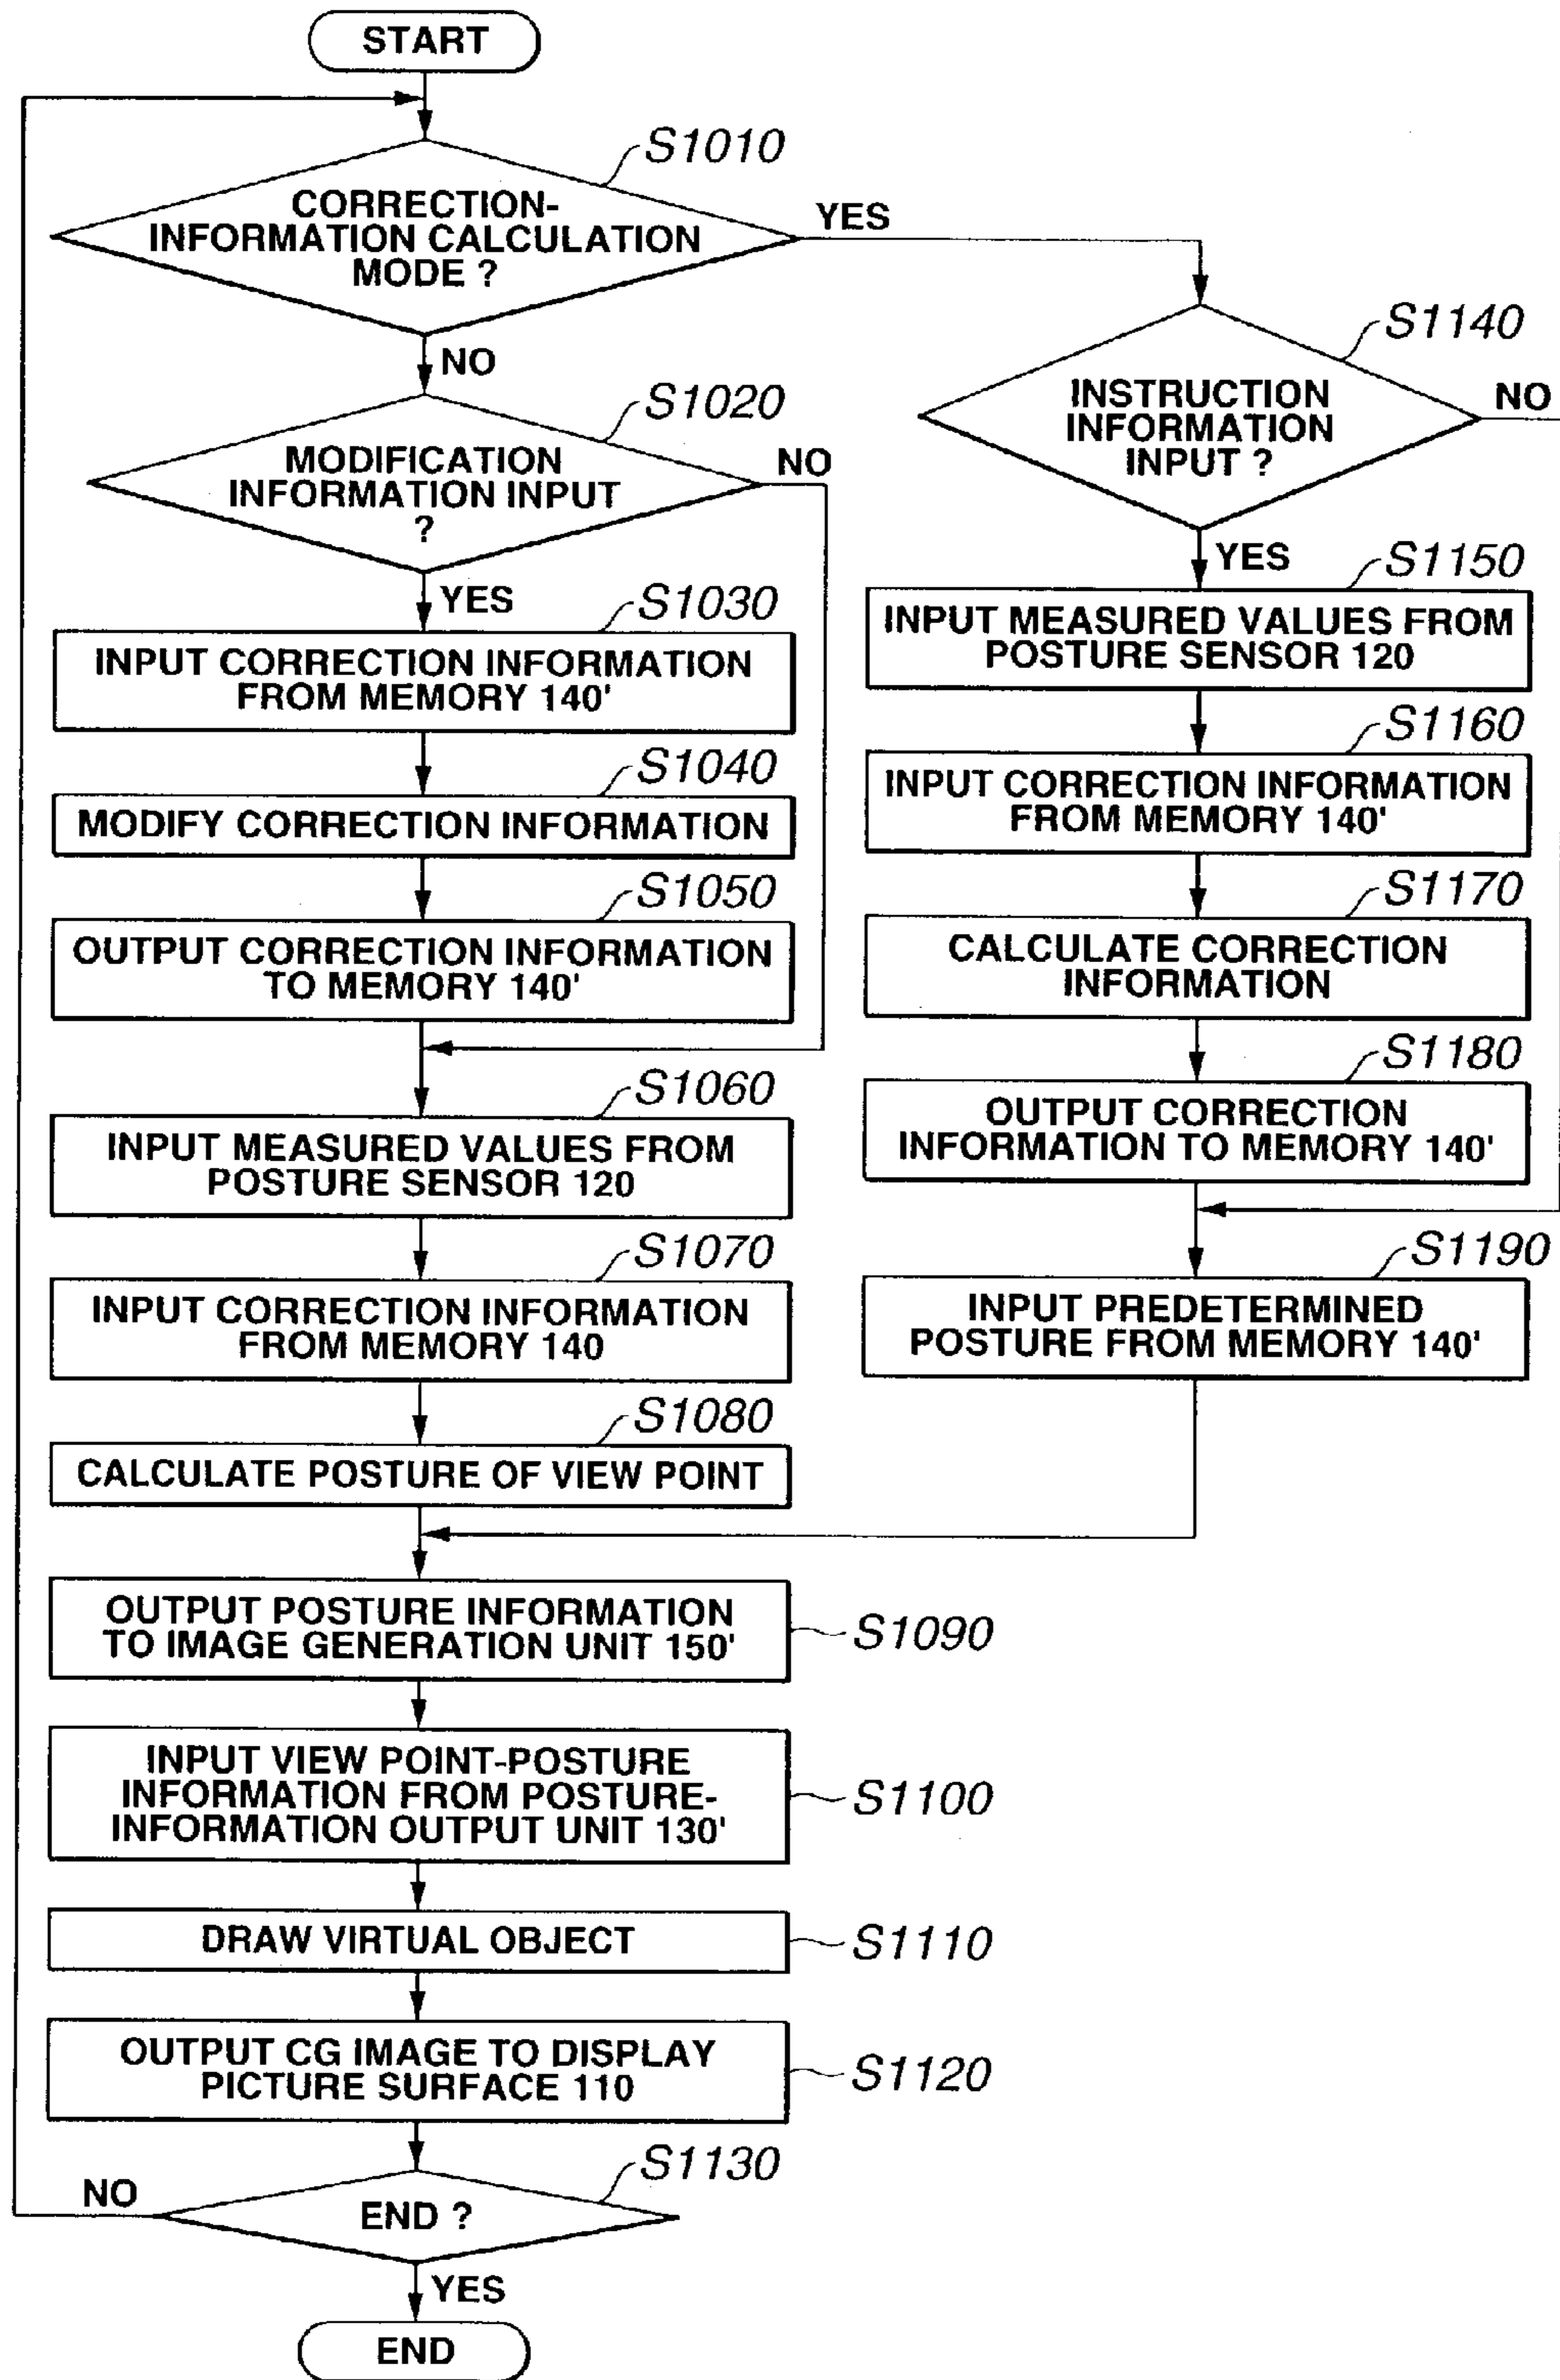 START
S1010
CORRECTION-
INFORMATION CALCULATION
MODE ?
YES
NO
S1020
MODIFICATION
INFORMATION INPUT
?
NO
YES
S1030
INPUT CORRECTION INFORMATION
FROM MEMORY 140'
S1040
MODIFY CORRECTION INFORMATION
S1050
OUTPUT CORRECTION INFORMATION
TO MEMORY 140'
S1060
INPUT MEASURED VALUES FROM
POSTURE SENSOR 120
S1070
INPUT CORRECTION INFORMATION
FROM MEMORY 140
S1080
CALCULATE POSTURE OF VIEW POINT
S1140
INSTRUCTION
INFORMATION
INPUT ?
NO
YES
S1150
INPUT MEASURED VALUES FROM
POSTURE SENSOR 120
S1160
INPUT CORRECTION INFORMATION
FROM MEMORY 140'
S1170
CALCULATE CORRECTION
INFORMATION
S1180
OUTPUT CORRECTION
INFORMATION TO MEMORY 140'
S1190
INPUT PREDETERMINED
POSTURE FROM MEMORY 140'
OUTPUT POSTURE INFORMATION
TO IMAGE GENERATION UNIT 150'
S1090
INPUT VIEW POINT-POSTURE
INFORMATION FROM POSTURE-
INFORMATION OUTPUT UNIT 130'
S1100
DRAW VIRTUAL OBJECT
S1110
OUTPUT CG IMAGE TO DISPLAY
PICTURE SURFACE 110
S1120
S1130
END ?
NO
YES
END